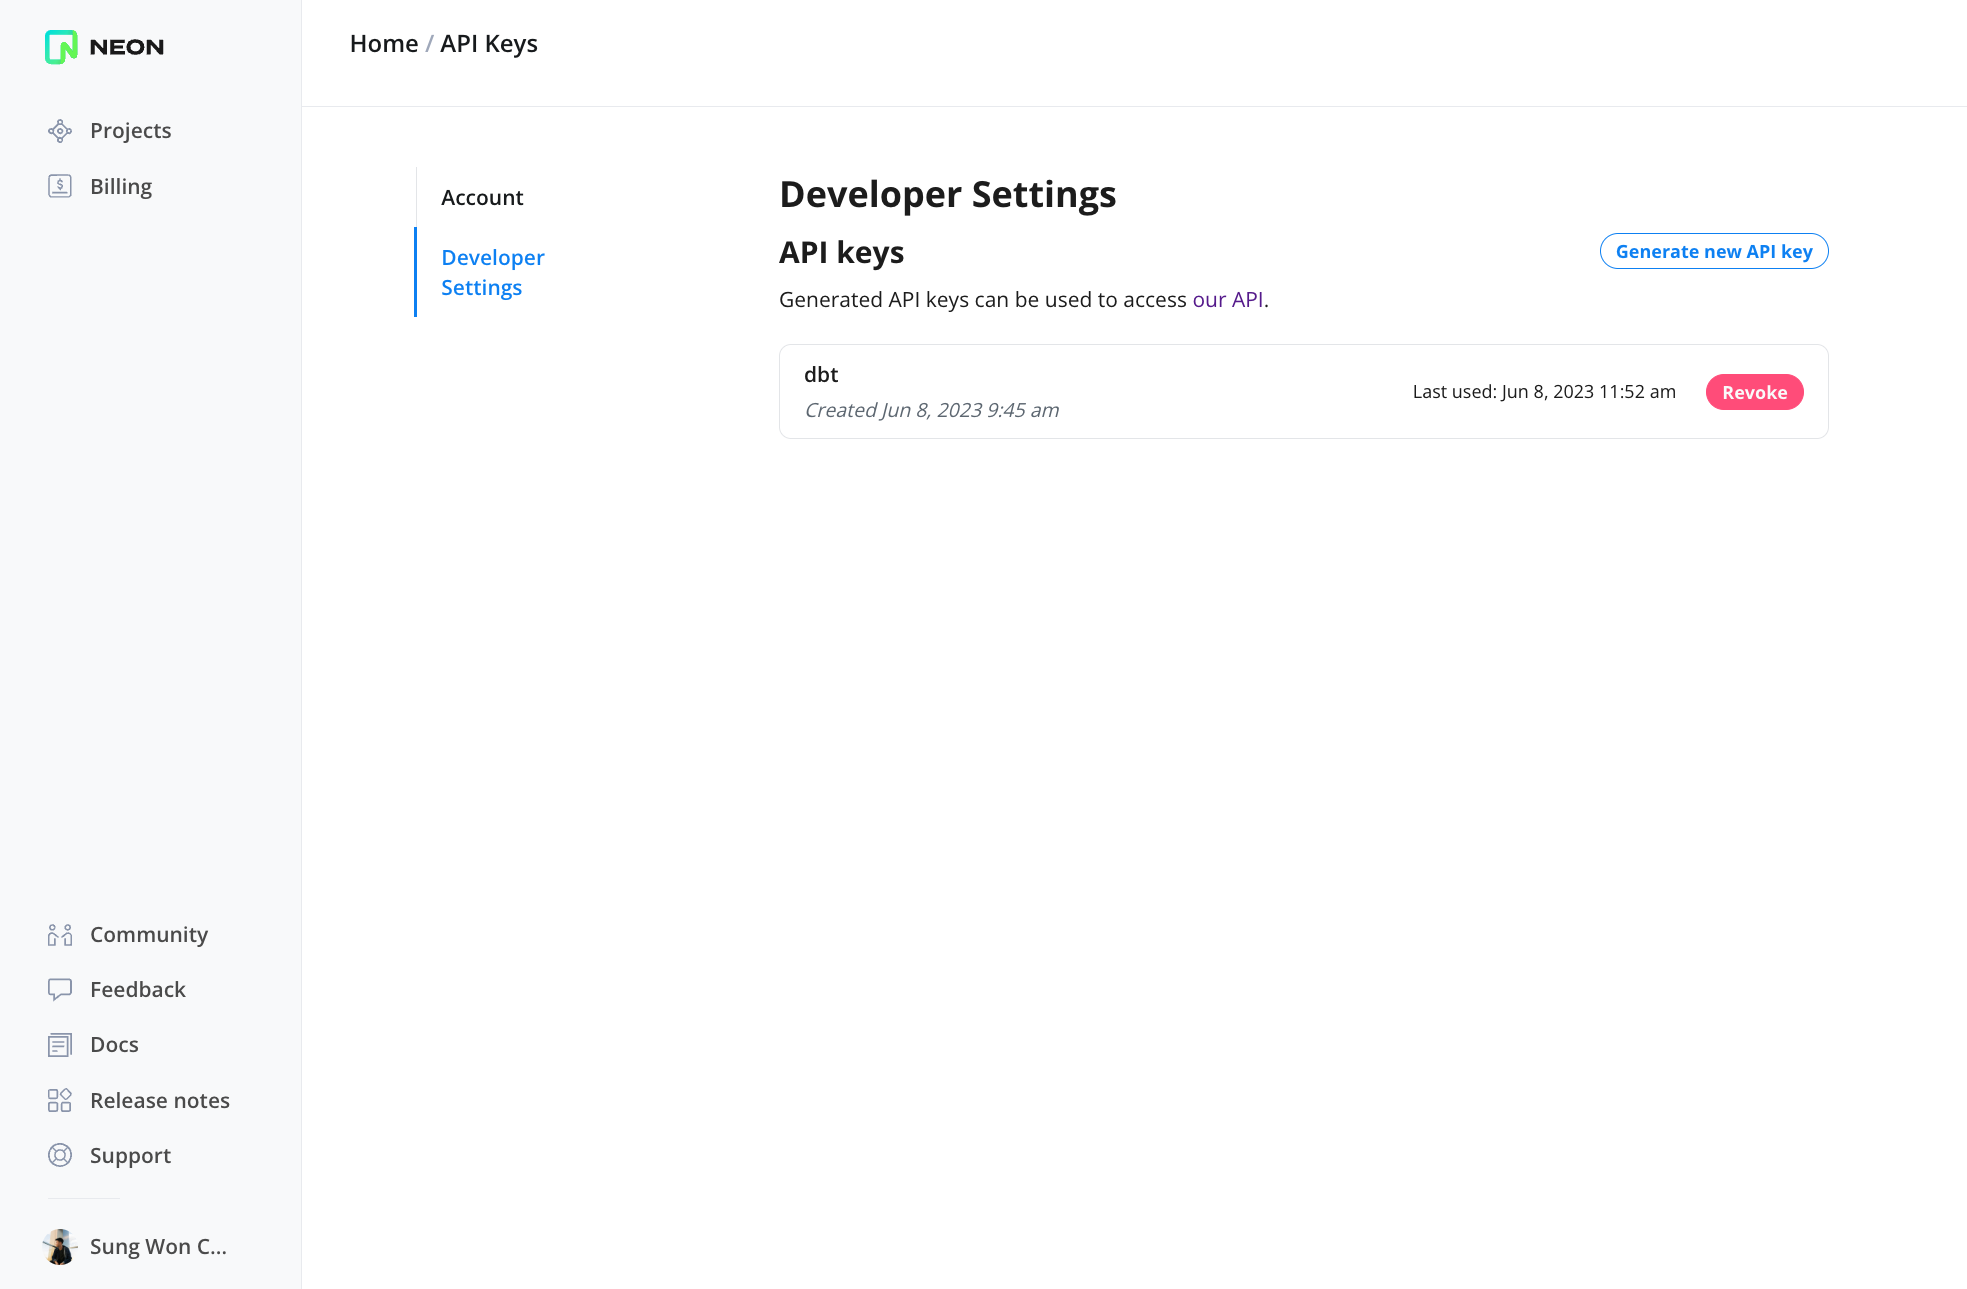 NEON
Projects
Billing
Community
Feedback
Docs
Release notes
Support
Sung Won C...
Home / API Keys
Account
Developer
Settings
Developer Settings
API keys
Generate new API key
Generated API keys can be used to access our API.
dbt
Created Jun 8, 2023 9:45 am
Last used: Jun 8, 2023 11:52 am
Revoke